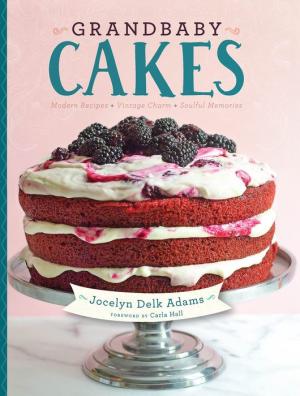 GRANDBABY
CAKES
Modern Recipes + Vintage Charm + Soulful Memories
Jocelyn Delk Adams
FOREWORD BY Carla Hall